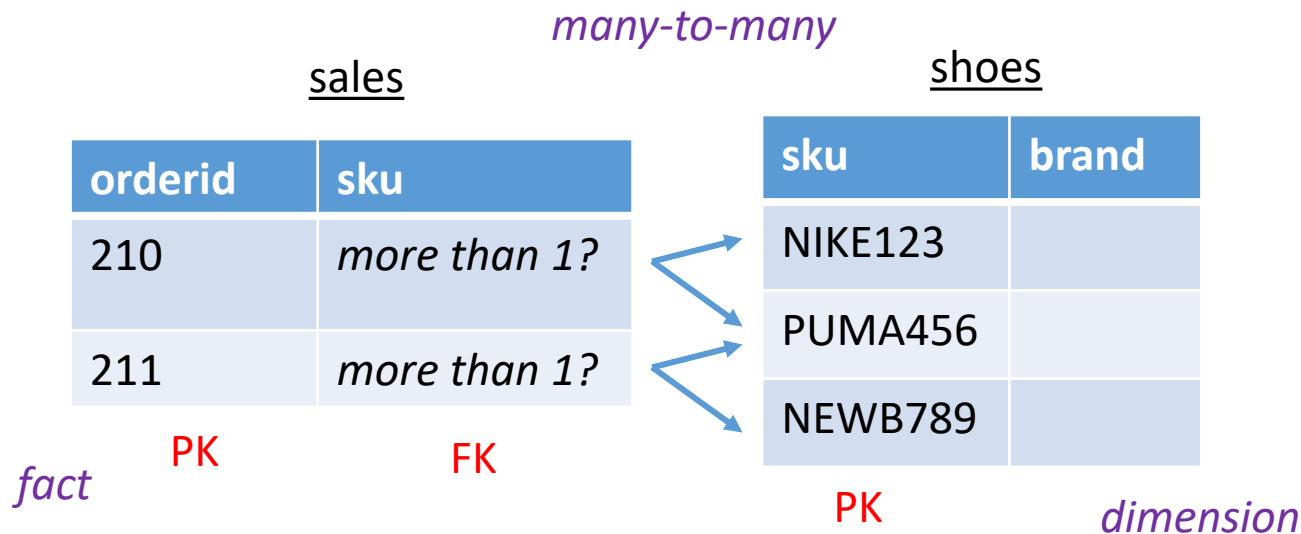 many-to-many
sales
shoes
orderid sku
210 more than 1?
211 more than 1?
PK FK
fact
sku brand
NIKE123
PUMA456
NEWB789
PK
dimension